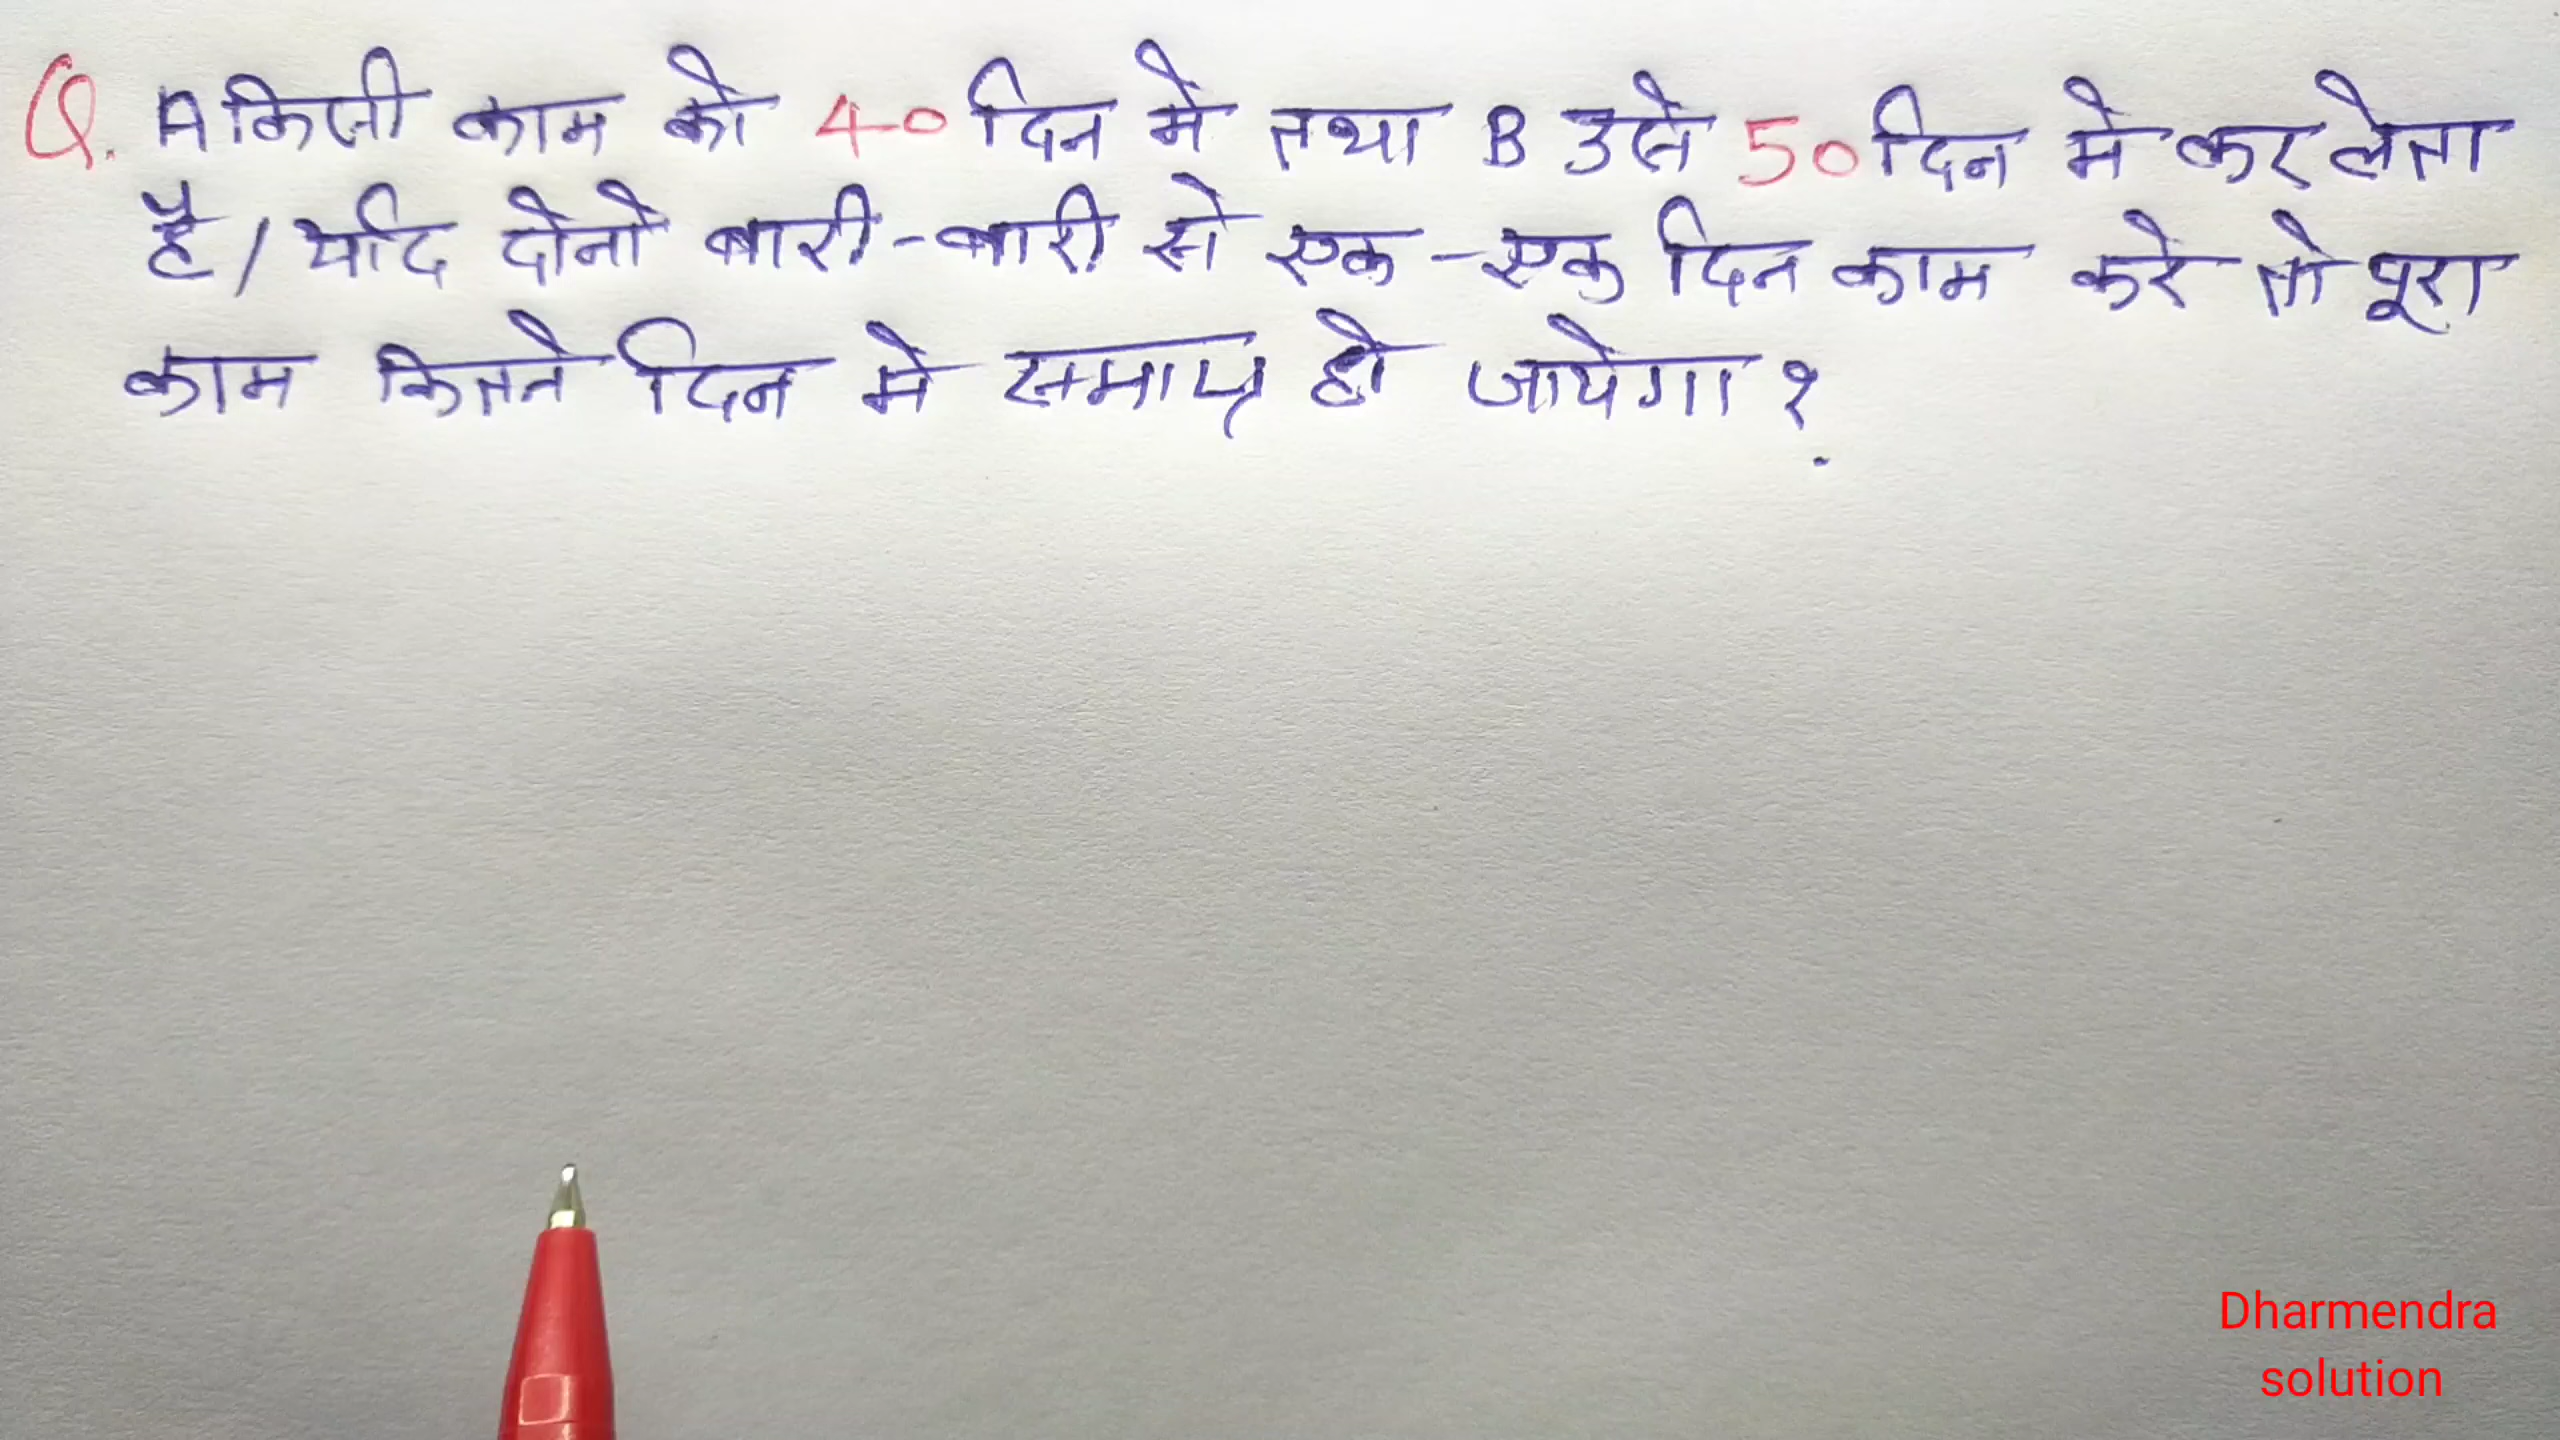 Q. A किसी काम को 40 दिन मे तथा B उसे 50 दिन मे कर लेता
है / यदि दोनो बारी-बारी से एक-एक दिन काम करे तो पूरा
काम कितने दिन मे समाप्त हो जायेगा ?
Dharmendra
solution